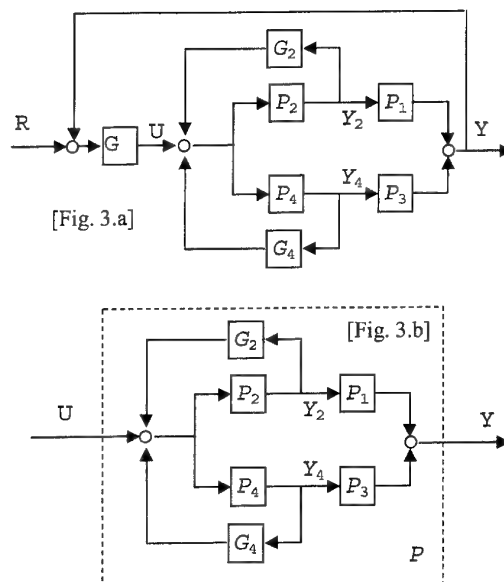 G₂
R
G
U
P₂
Y₂
P₁
Y
P₄
Y₄
P₃
[Fig. 3.a]
G₄
[Fig. 3.b]
G₂
U
P₂
Y₂
P₁
Y
P₄
Y₄
P₃
G₄
P